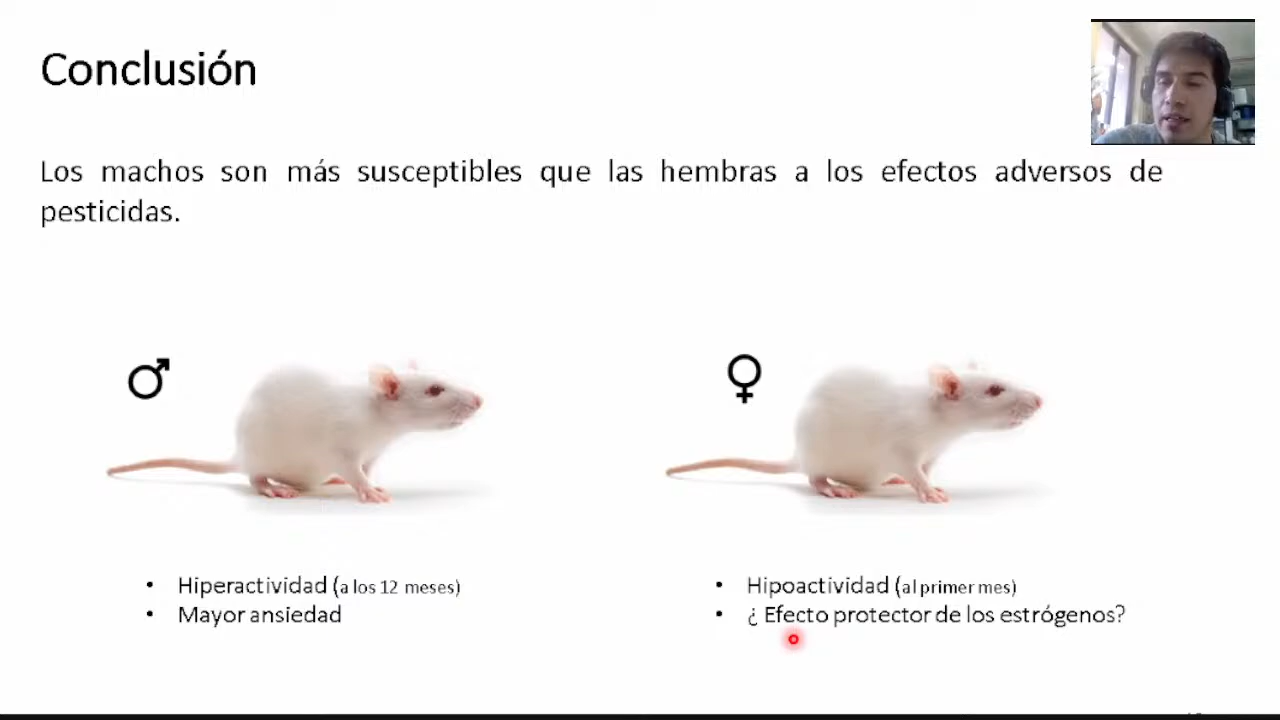 Conclusión
Los machos son más susceptibles que las hembras a los efectos adversos de
pesticidas.
• Hiperactividad (a los 12 meses)
• Mayor ansiedad
• Hipoactividad (al primer mes)
• ¿ Efecto protector de los estrógenos?